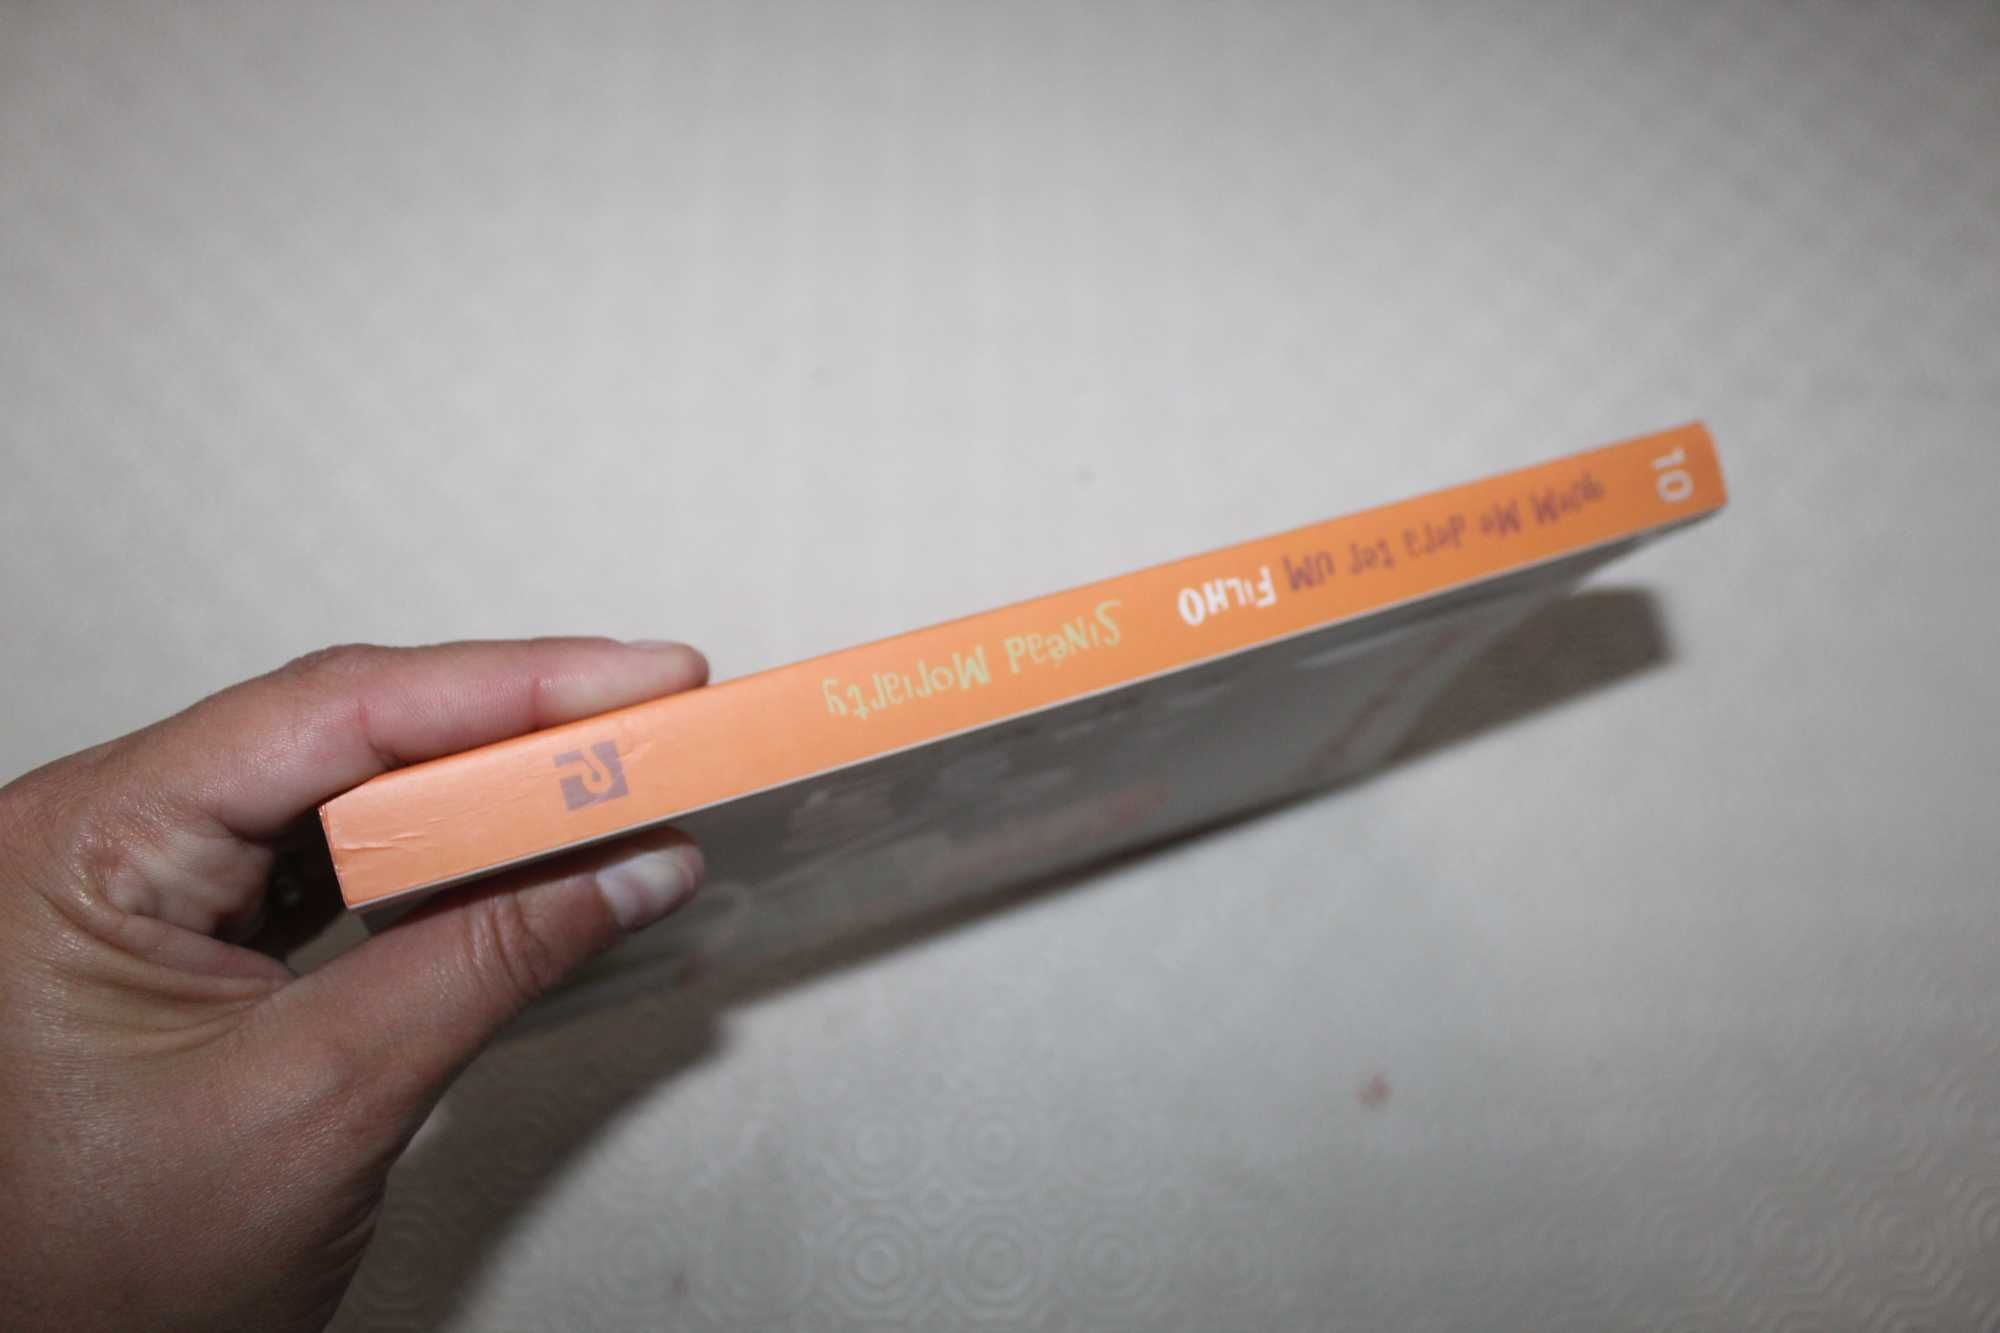 10
QUEM Me dera ter UM FILHO
SiNéad Moriarty